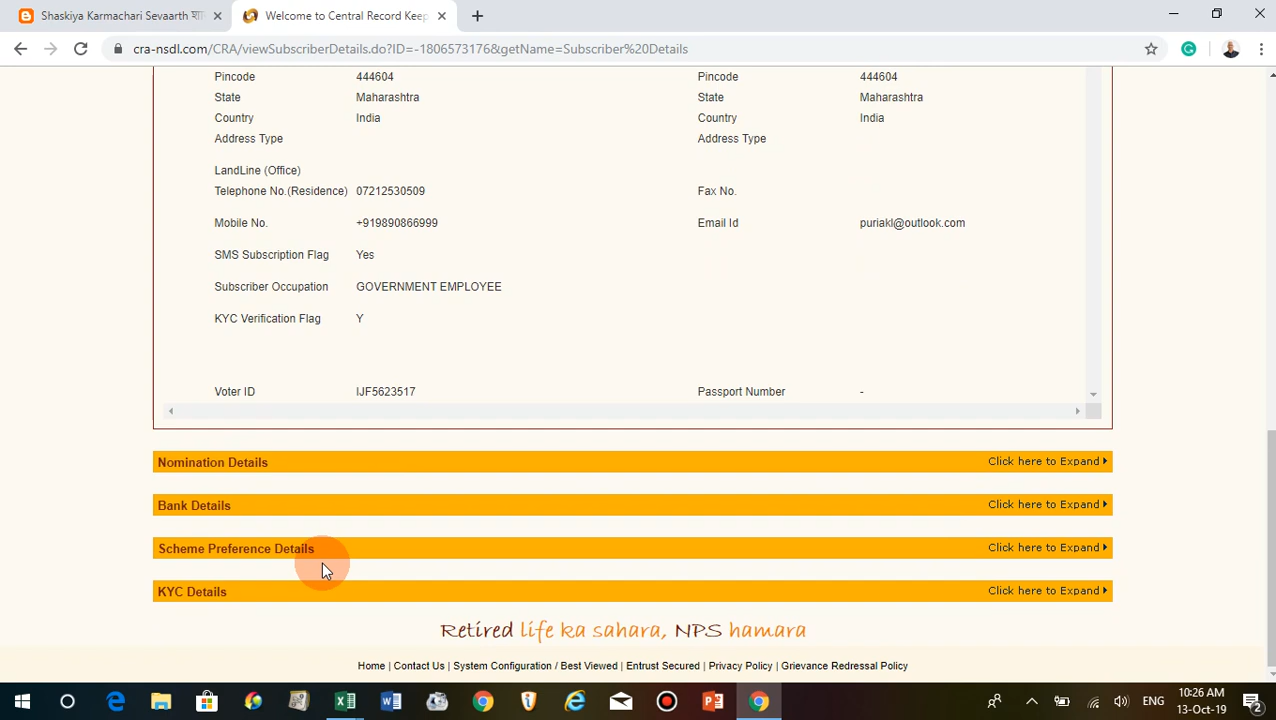 Shaskiya Karmachari Sevaarth
Welcome to Central Record Keep
cra-nsdl.com/CRA/viewSubscriberDetails.do?ID=-1806573176&getName=Subscriber%20Details
Pincode 444604 Pincode 444604
State Maharashtra State Maharashtra
Country India Country India
Address Type Address Type
LandLine (Office)
Telephone No.(Residence) 07212530509 Fax No.
Mobile No. +919890866999 Email Id puriakl@outlook.com
SMS Subscription Flag Yes
Subscriber Occupation GOVERNMENT EMPLOYEE
KYC Verification Flag Y
Voter ID IJF5623517 Passport Number -
Nomination Details Click here to Expand
Bank Details Click here to Expand
Scheme Preference Details Click here to Expand
KYC Details Click here to Expand
Retired life ka sahara, NPS hamara
Home | Contact Us | System Configuration / Best Viewed | Entrust Secured | Privacy Policy | Grievance Redressal Policy
ENG
10:26 AM
13-Oct-19
2